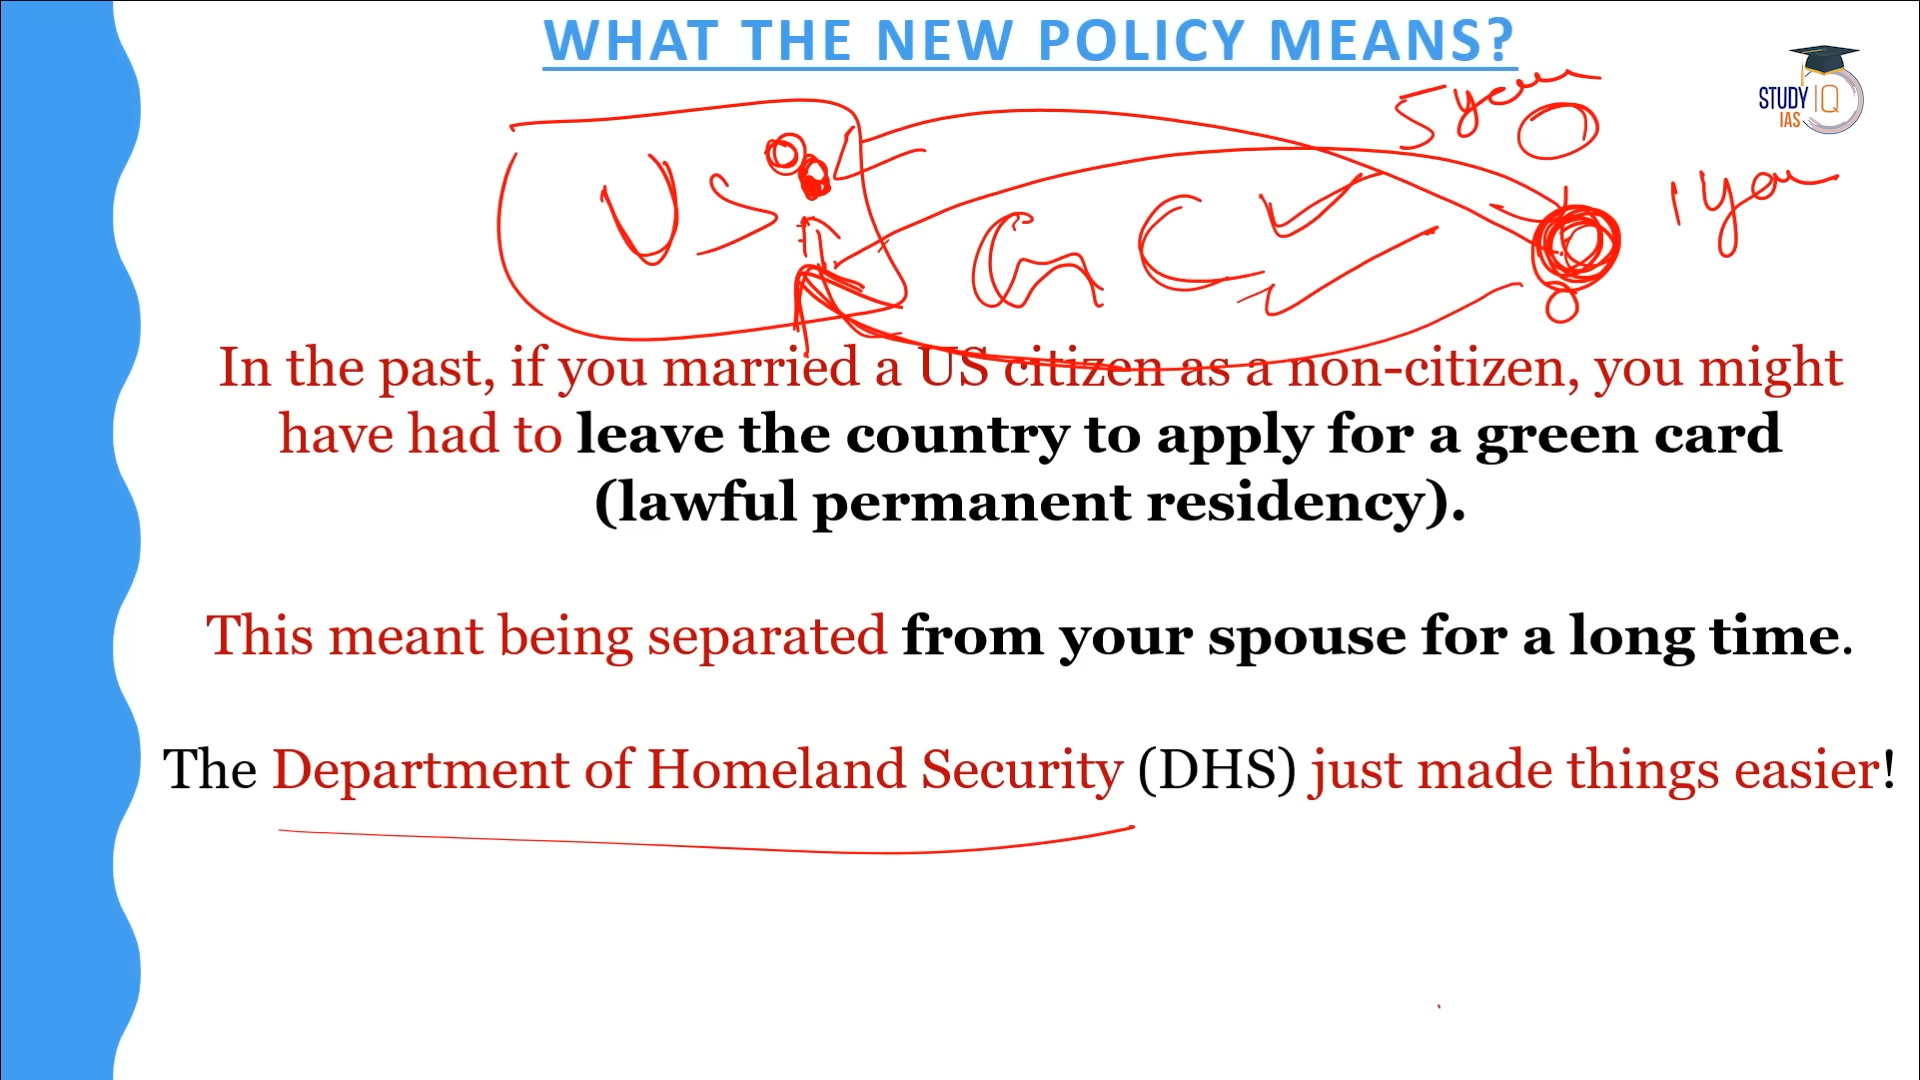 WHAT THE NEW POLICY MEANS?
STUDY IQ
IAS
5 year
1 year
US
GC
In the past, if you married a US citizen as a non-citizen, you might
have had to leave the country to apply for a green card
(lawful permanent residency).
This meant being separated from your spouse for a long time.
The Department of Homeland Security (DHS) just made things easier!